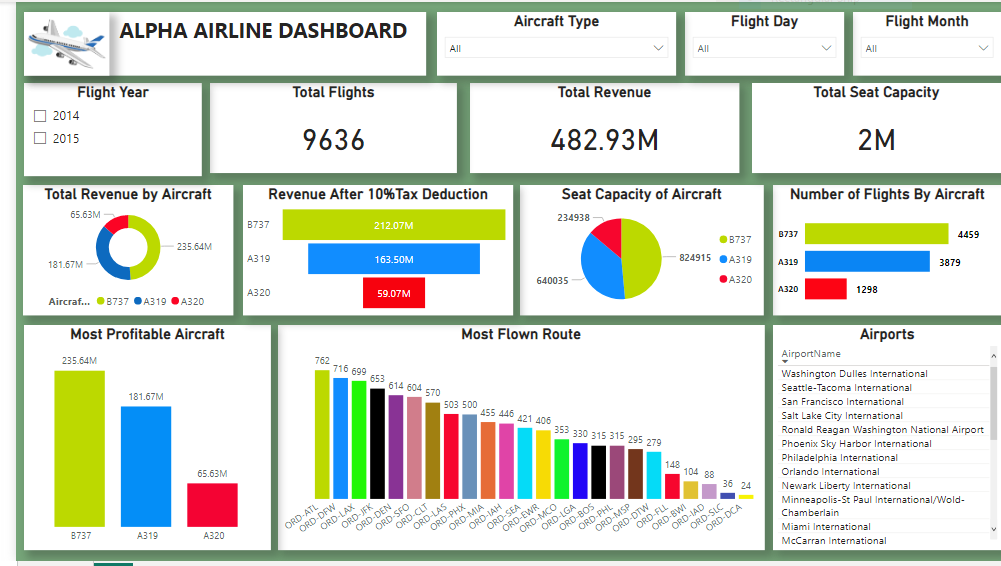 ALPHA AIRLINE DASHBOARD
Aircraft Type
All
Flight Day
All
Flight Month
All
Flight Year
2014
2015
Total Flights
9636
Total Revenue
482.93M
Total Seat Capacity
2M
Total Revenue by Aircraft
65.63M
235.64M
181.67M
Aircraf... B737 A319 A320
Revenue After 10%Tax Deduction
B737 212.07M
A319 163.50M
A320 59.07M
Seat Capacity of Aircraft
234938
824915
640035
B737
A319
A320
Number of Flights By Aircraft
B737 4459
A319 3879
A320 1298
Most Profitable Aircraft
235.64M
181.67M
65.63M
B737 A319 A320
Most Flown Route
762 716 699 653 614 604 570 503 500 455 446 421 406 353 330 315 315 295 279 148 104 88 36 24
ORD-ATL ORD-DFW ORD-LAX ORD-JFK ORD-DEN ORD-SFO ORD-CLT ORD-LAS ORD-PHX ORD-MIA ORD-IAH ORD-SEA ORD-EWR ORD-MCO ORD-LGA ORD-BOS ORD-PHL ORD-MSP ORD-DTW ORD-FLL ORD-BWI ORD-IAD ORD-SLC ORD-DCA
Airports
AirportName
Washington Dulles International
Seattle-Tacoma International
San Francisco International
Salt Lake City International
Ronald Reagan Washington National Airport
Phoenix Sky Harbor International
Philadelphia International
Orlando International
Newark Liberty International
Minneapolis-St Paul International/Wold-
Chamberlain
Miami International
McCarran International